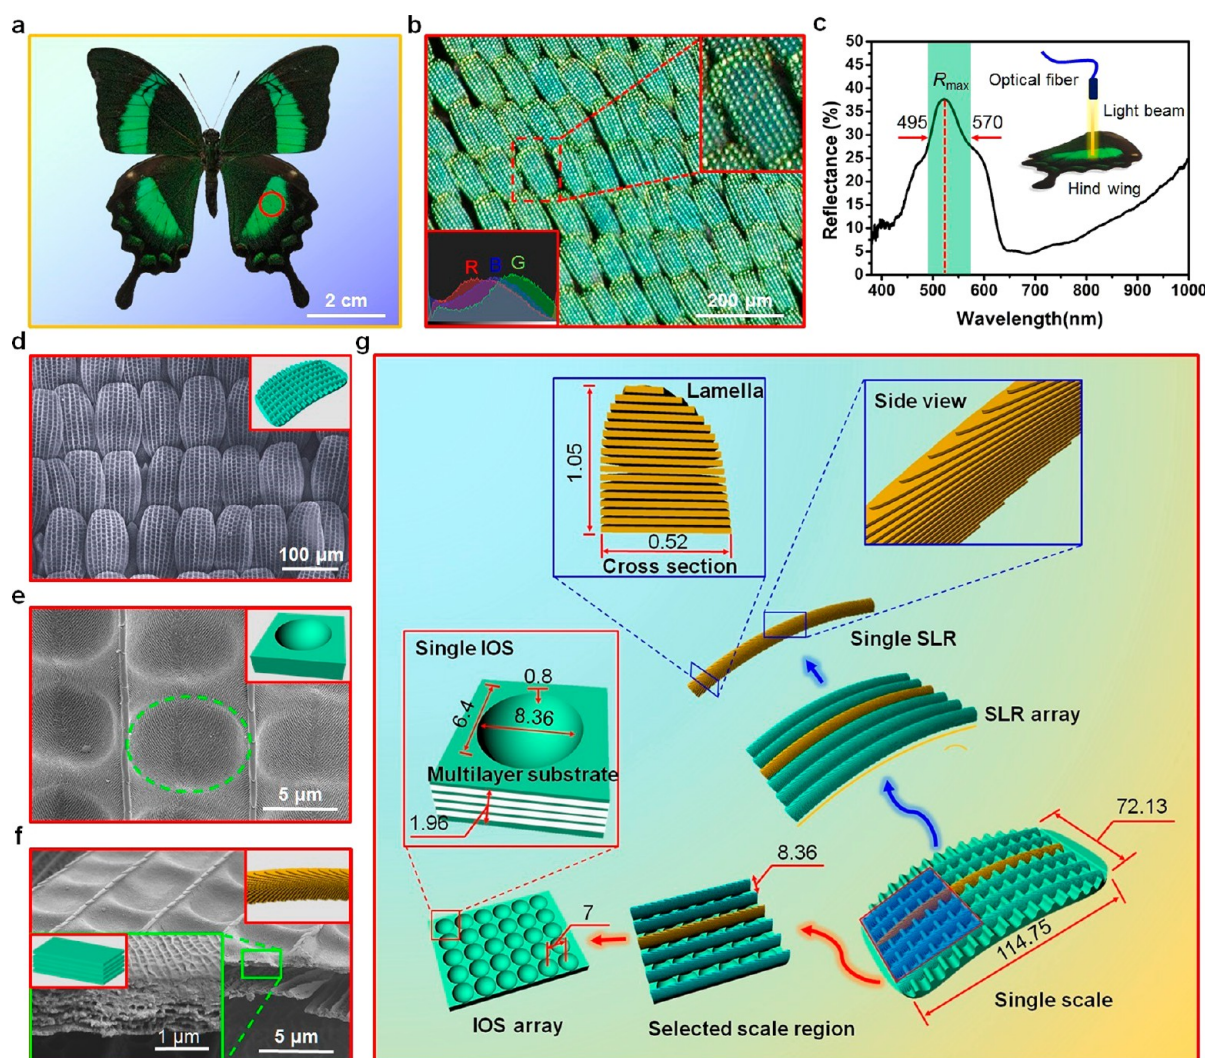 a
2 cm
b
R B G
200 µm
c
50
45
40
35
30
25
20
15
10
5
0
Reflectance (%)
Rmax
495
570
Optical fiber
Light beam
Hind wing
400 500 600 700 800 900 1000
Wavelength(nm)
d
100 µm
e
5 µm
f
1 µm
5 µm
g
Lamella
1.05
0.52
Cross section
Side view
Single SLR
SLR array
Single IOS
0.8
6.4
8.36
Multilayer substrate
1.96
7
IOS array
8.36
Selected scale region
72.13
114.75
Single scale